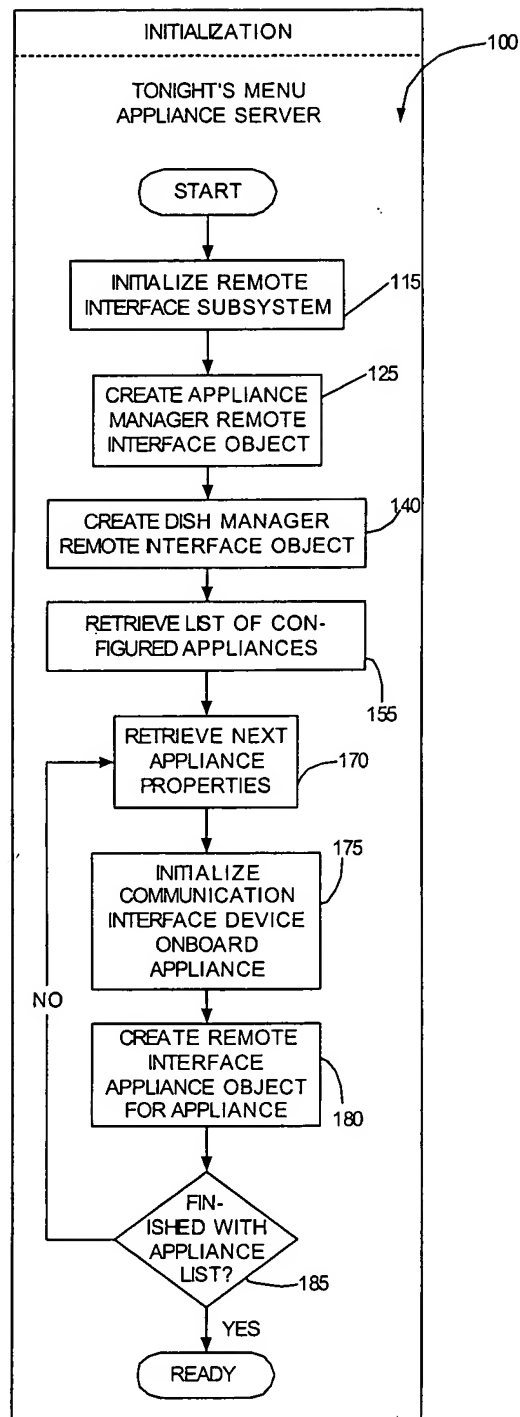 INITIALIZATION
100
TONIGHT'S MENU
APPLIANCE SERVER
START
INITIALIZE REMOTE
INTERFACE SUBSYSTEM
115
125
CREATE APPLIANCE
MANAGER REMOTE
INTERFACE OBJECT
140
CREATE DISH MANAGER
REMOTE INTERFACE OBJECT
RETRIEVE LIST OF CON-
FIGURED APPLIANCES
155
RETRIEVE NEXT
APPLIANCE
PROPERTIES
170
175
INITIALIZE
COMMUNICATION
INTERFACE DEVICE
ONBOARD
APPLIANCE
NO
CREATE REMOTE
INTERFACE
APPLIANCE OBJECT
FOR APPLIANCE
180
FIN-
ISHED WITH
APPLIANCE
LIST?
185
YES
READY